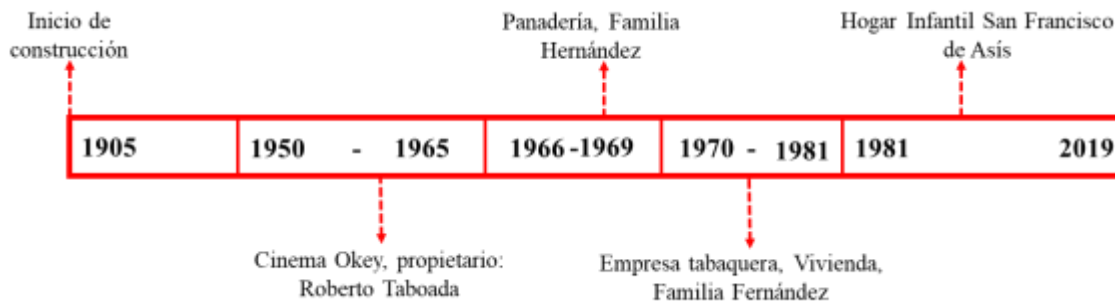 Inicio de
construcción
Panadería, Familia
Hernández
Hogar Infantil San Francisco
de Asís
1905
1950 - 1965
1966 -1969
1970 - 1981
1981 2019
Cinema Okey, propietario:
Roberto Taboada
Empresa tabaquera, Vivienda,
Familia Fernández